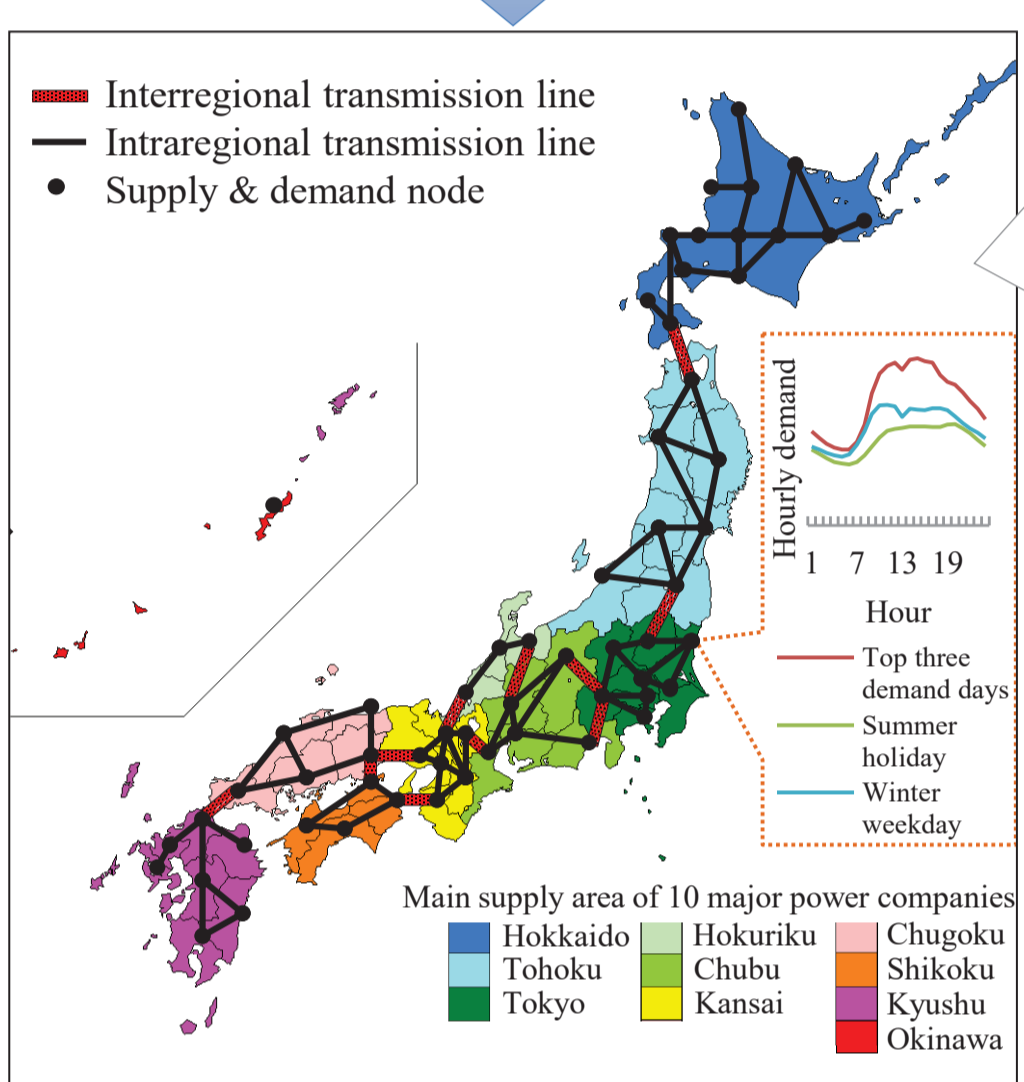 Interregional transmission line
Intraregional transmission line
Supply & demand node
Hourly demand
1 7 13 19
Hour
Top three
demand days
Summer
holiday
Winter
weekday
Main supply area of 10 major power companies
Hokkaido
Tohoku
Tokyo
Hokuriku
Chubu
Kansai
Chugoku
Shikoku
Kyushu
Okinawa